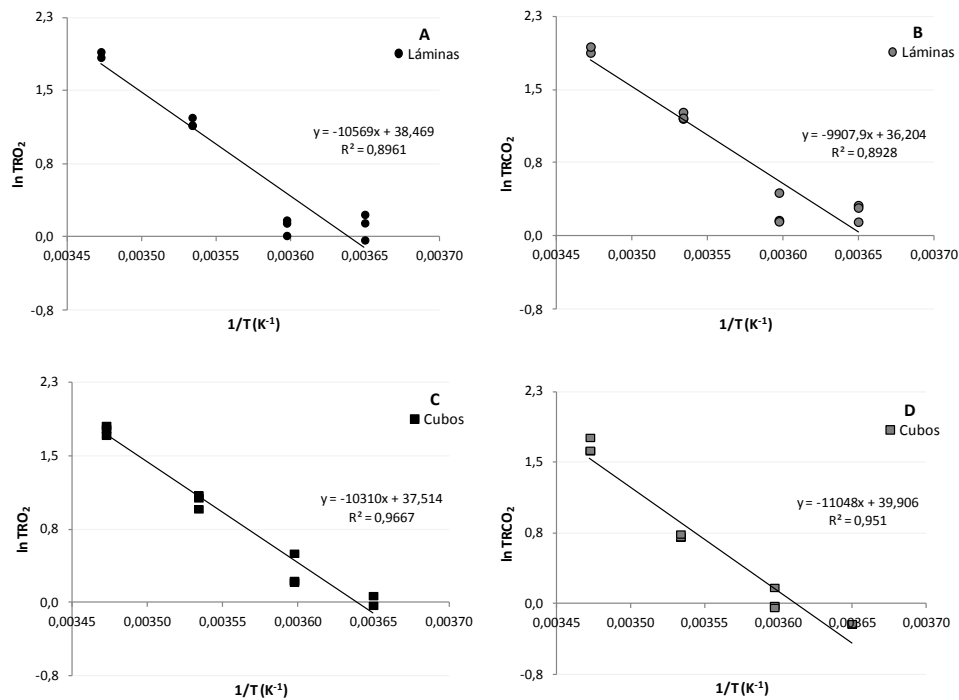 2,3
A
Láminas
1,5
y = -10569x + 38,469
R² = 0,8961
0,8
ln TRO₂
0,0
0,00345 0,00350 0,00355 0,00360 0,00365 0,00370
-0,8
1/T (K⁻¹)
2,3
B
Láminas
1,5
y = -9907,9x + 36,204
R² = 0,8928
0,8
ln TRCO₂
0,0
0,00345 0,00350 0,00355 0,00360 0,00365 0,00370
-0,8
1/T (K⁻¹)
2,3
C
Cubos
1,5
y = -10310x + 37,514
R² = 0,9667
0,8
ln TRO₂
0,0
0,00345 0,00350 0,00355 0,00360 0,00365 0,00370
-0,8
1/T (K⁻¹)
2,3
D
Cubos
1,5
y = -11048x + 39,906
R² = 0,951
0,8
ln TRCO₂
0,0
0,00345 0,00350 0,00355 0,00360 0,00365 0,00370
-0,8
1/T (K⁻¹)